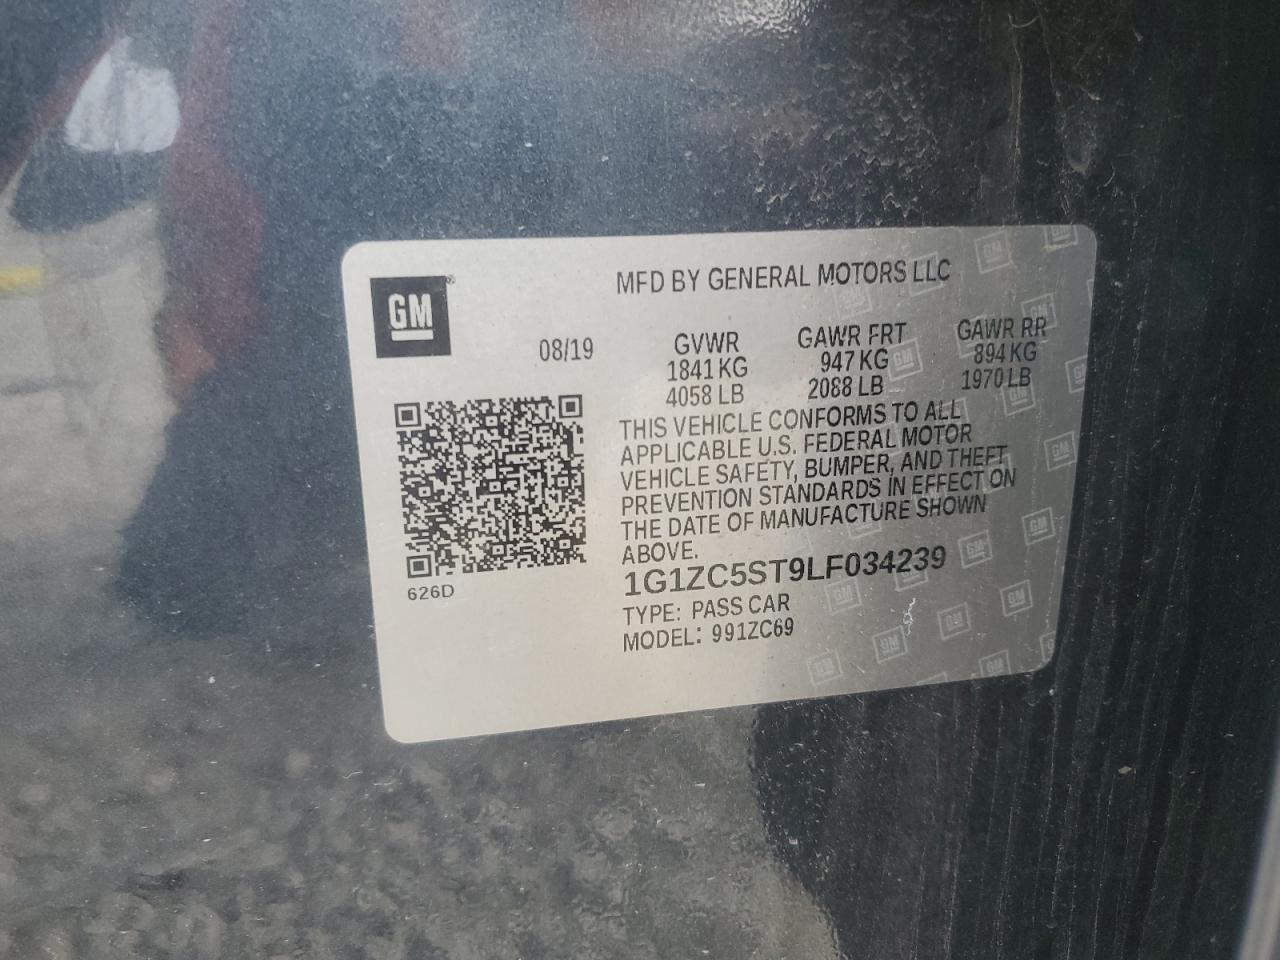 GM®
MFD BY GENERAL MOTORS LLC
08/19
GVWR
1841 KG
4058 LB
GAWR FRT
947 KG
2088 LB
GAWR RR
894 KG
1970 LB
THIS VEHICLE CONFORMS TO ALL
APPLICABLE U.S. FEDERAL MOTOR
VEHICLE SAFETY, BUMPER, AND THEFT
PREVENTION STANDARDS IN EFFECT ON
THE DATE OF MANUFACTURE SHOWN
ABOVE.
1G1ZC5ST9LF034239
TYPE: PASS CAR
MODEL: 991ZC69
626D